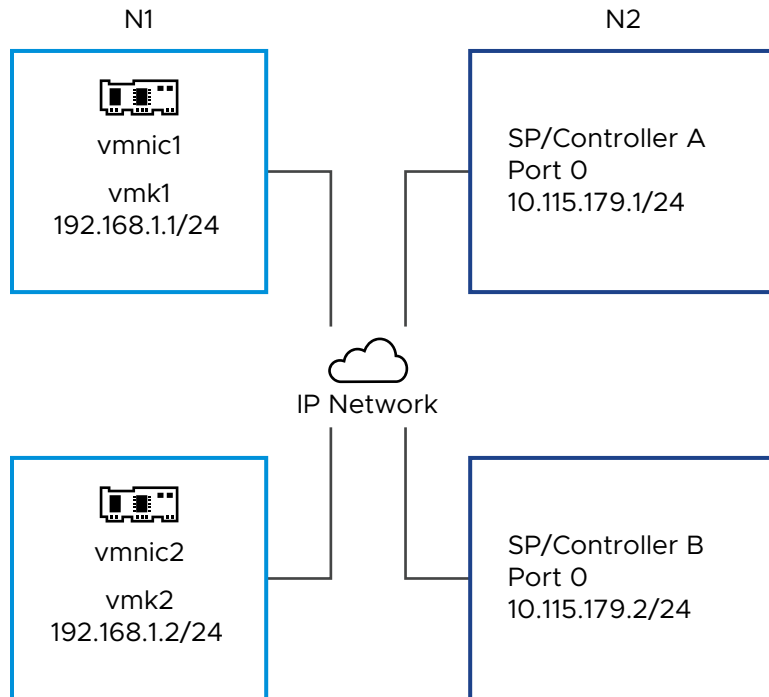 N1
N2
vmnic1
vmk1
192.168.1.1/24
SP/Controller A
Port 0
10.115.179.1/24
IP Network
vmnic2
vmk2
192.168.1.2/24
SP/Controller B
Port 0
10.115.179.2/24